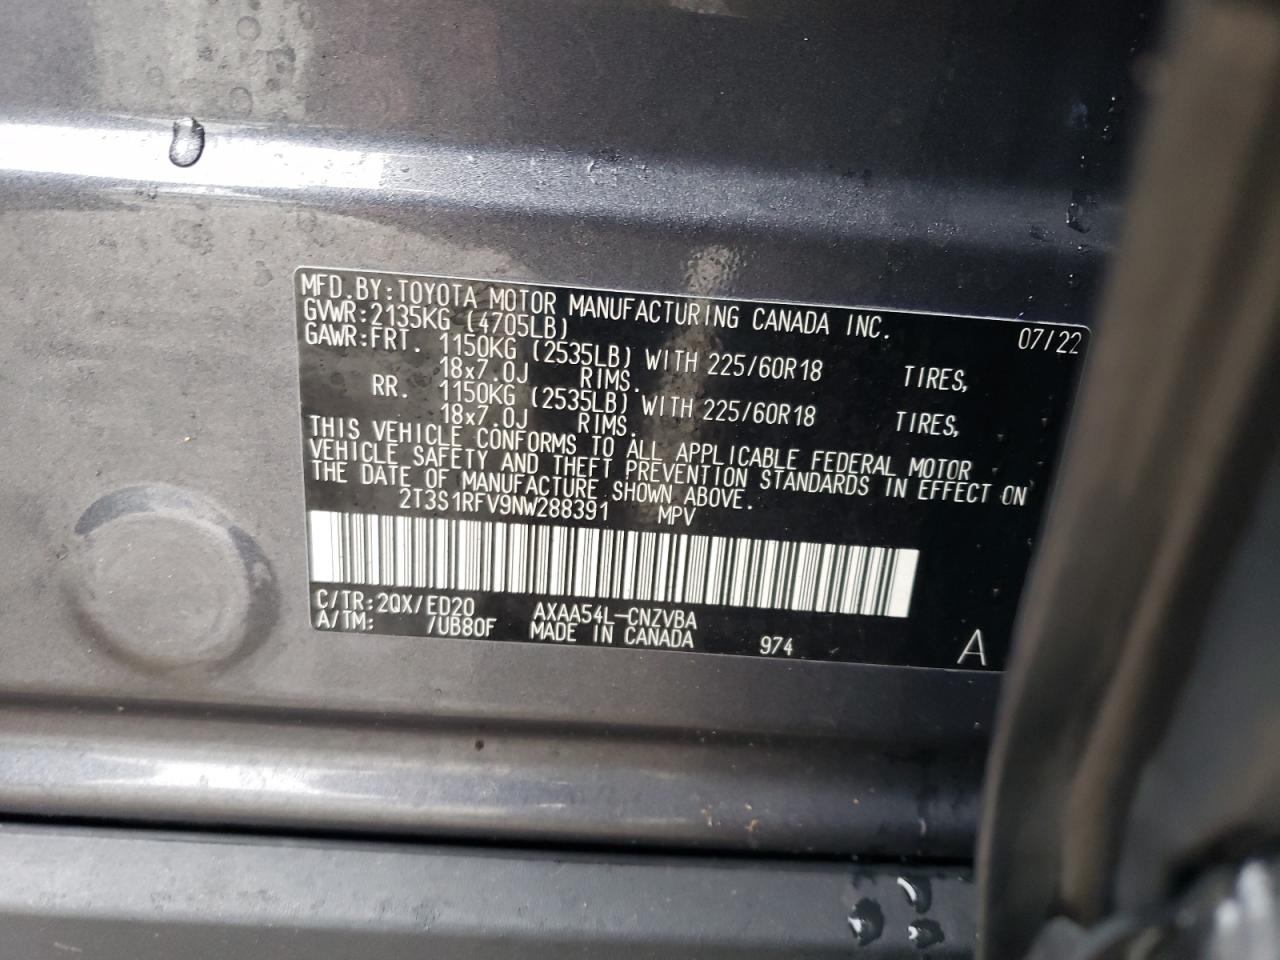 MFD.BY:TOYOTA MOTOR MANUFACTURING CANADA INC. 07/22
GVWR:2135KG (4705LB)
GAWR:FRT. 1150KG (2535LB) WITH 225/60R18 TIRES,
18x7.0J RIMS.
RR. 1150KG (2535LB) WITH 225/60R18 TIRES,
18x7.0J RIMS.
THIS VEHICLE CONFORMS TO ALL APPLICABLE FEDERAL MOTOR
VEHICLE SAFETY AND THEFT PREVENTION STANDARDS IN EFFECT ON
THE DATE OF MANUFACTURE SHOWN ABOVE.
2T3S1RFV9NW288391 MPV
C/TR:2QX/ED20 AXAA54L-CNZVBA
A/TM: /UB80F MADE IN CANADA 974 A